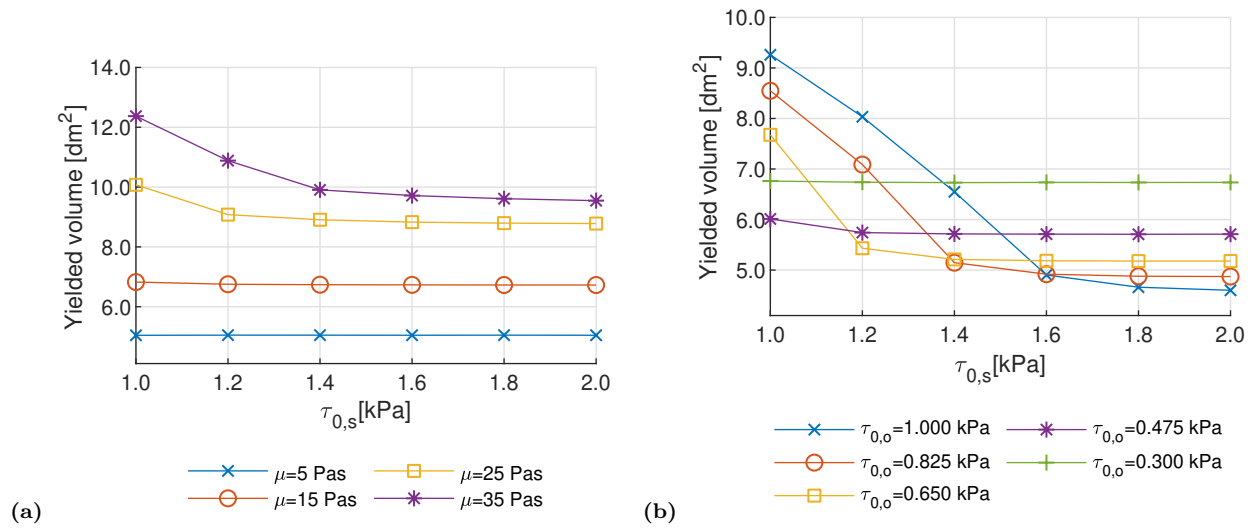 14.0
12.0
10.0
8.0
6.0
Yielded volume [dm²]
1.0 1.2 1.4 1.6 1.8 2.0
τ0,s[kPa]
μ=5 Pas μ=25 Pas
μ=15 Pas μ=35 Pas
(a)
10.0
9.0
8.0
7.0
6.0
5.0
Yielded volume [dm²]
1.0 1.2 1.4 1.6 1.8 2.0
τ0,s[kPa]
τ0,o=1.000 kPa τ0,o=0.475 kPa
τ0,o=0.825 kPa τ0,o=0.300 kPa
τ0,o=0.650 kPa
(b)